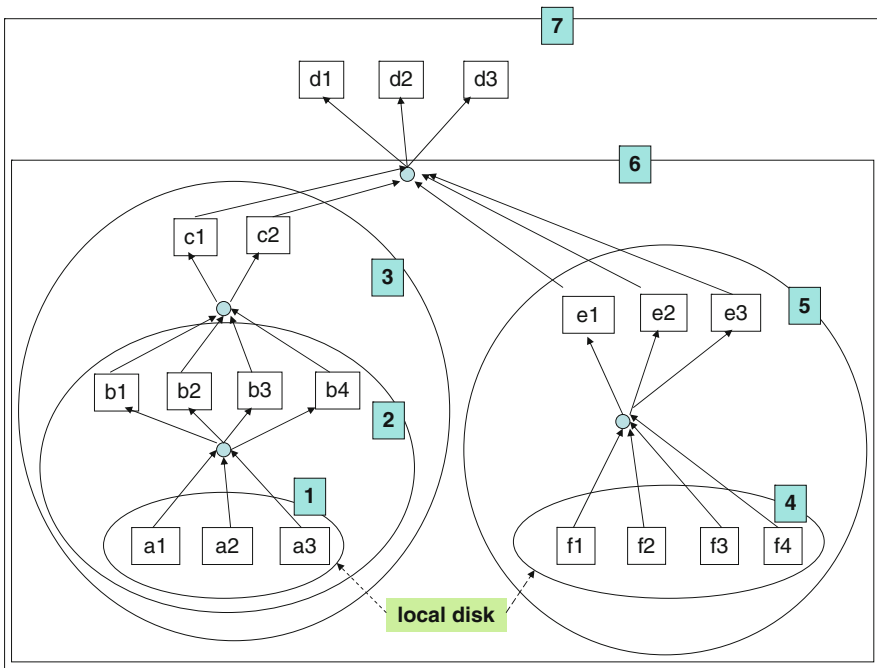 7
d1 d2 d3
6
c1 c2
3
5
e1 e2 e3
b1 b2 b3 b4
2
1
4
a1 a2 a3
f1 f2 f3 f4
local disk